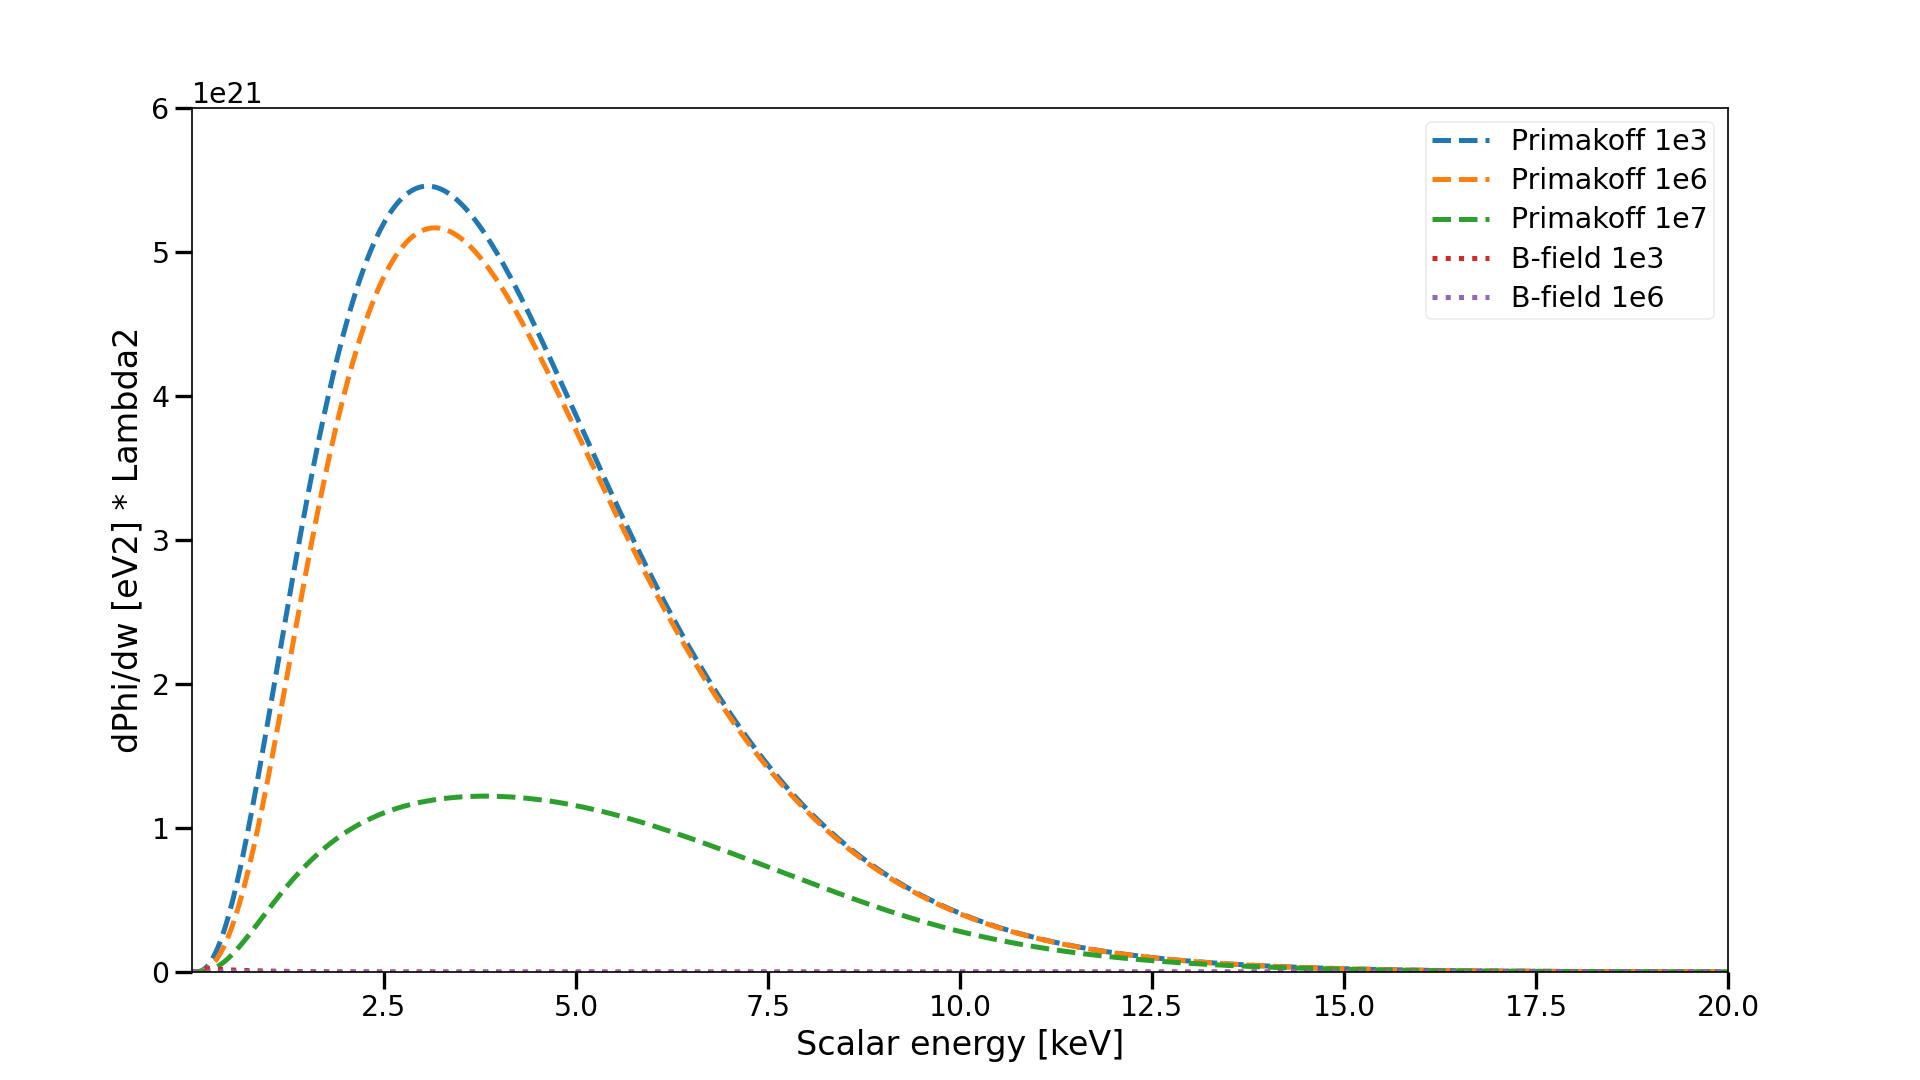 1e21
6
5
4
3
2
1
0
dPhi/dw [eV2] * Lambda2
Primakoff 1e3
Primakoff 1e6
Primakoff 1e7
B-field 1e3
B-field 1e6
2.5 5.0 7.5 10.0 12.5 15.0 17.5 20.0
Scalar energy [keV]